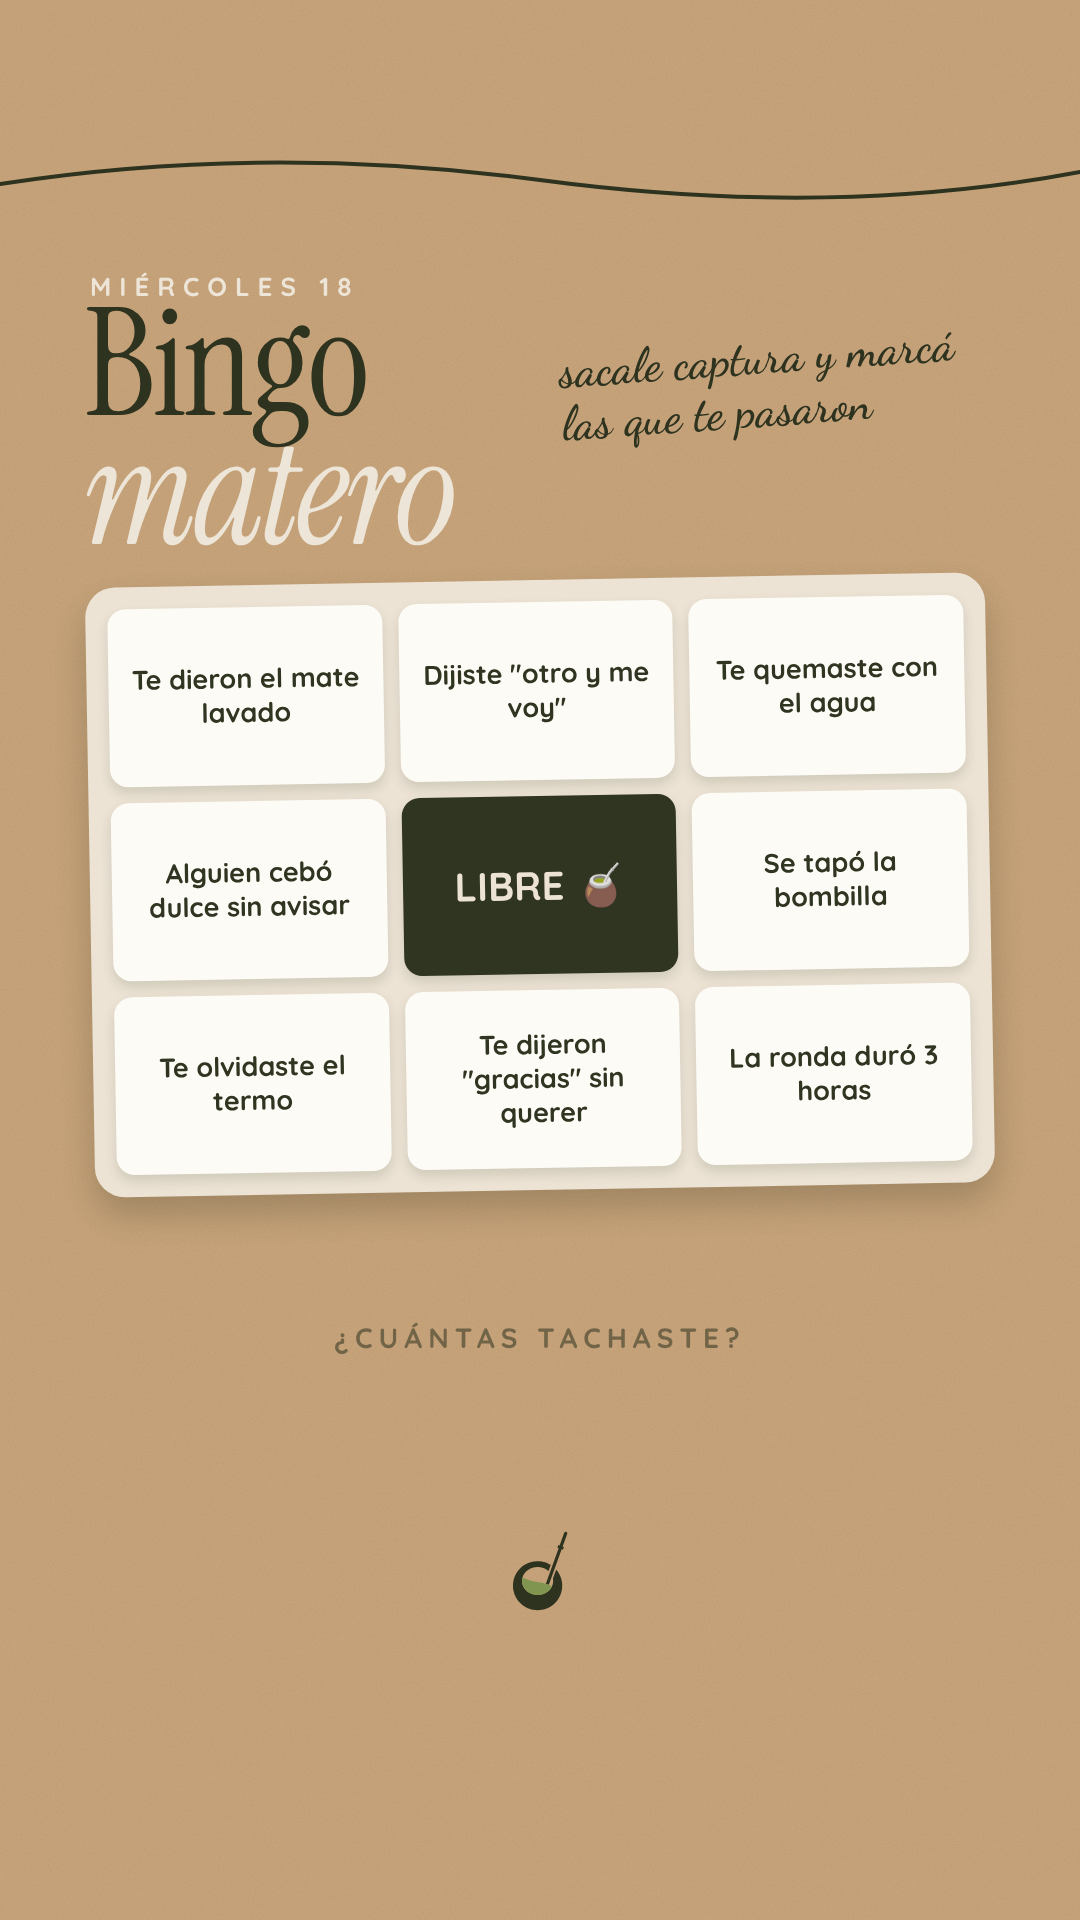 MIÉRCOLES 18
Bingo
matero
sacale captura y marcá
las que te pasaron
Te dieron el mate
lavado
Dijiste "otro y me
voy"
Te quemaste con
el agua
Alguien cebó
dulce sin avisar
LIBRE 🧉
Se tapó la
bombilla
Te olvidaste el
termo
Te dijeron
"gracias" sin
querer
La ronda duró 3
horas
¿CUÁNTAS TACHASTE?